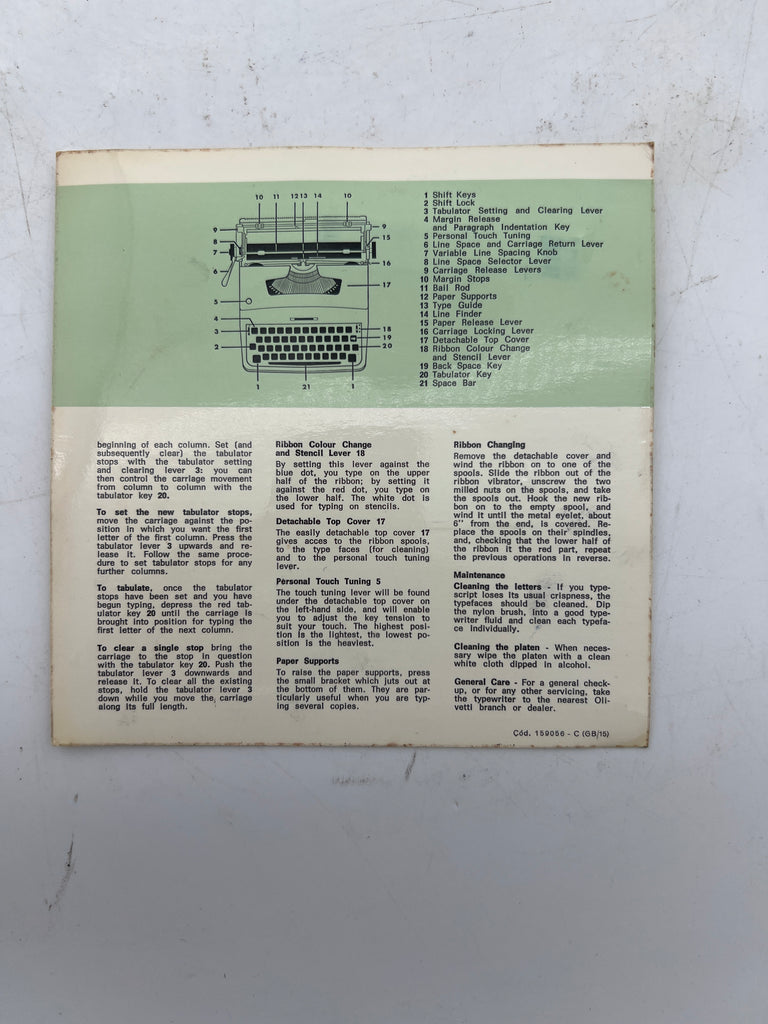 10 11 12 13 14 10
9 9
8 15
7
6 16
17
5
4
3 18
19
2 20
1 21 1
1 Shift Keys
2 Shift Lock
3 Tabulator Setting and Clearing Lever
4 Margin Release
and Paragraph Indentation Key
5 Personal Touch Tuning
6 Line Space and Carriage Return Lever
7 Variable Line Spacing Knob
8 Line Space Selector Lever
9 Carriage Release Levers
10 Margin Stops
11 Bail Rod
12 Paper Supports
13 Type Guide
14 Line Finder
15 Paper Release Lever
16 Carriage Locking Lever
17 Detachable Top Cover
18 Ribbon Colour Change
and Stencil Lever
19 Back Space Key
20 Tabulator Key
21 Space Bar
beginning of each column. Set (and
subsequently clear) the tabulator
stops with the tabulator setting
and clearing lever 3: you can
then control the carriage movement
from column to column with the
tabulator key 20.
To set the new tabulator stops,
move the carriage against the po-
sition in which you want the first
letter of the first column. Press the
tabulator lever 3 upwards and re-
lease it. Follow the same proce-
dure to set tabulator stops for any
further columns.
To tabulate, once the tabulator
stops have been set and you have
begun typing, depress the red tab-
ulator key 20 until the carriage is
brought into position for typing the
first letter of the next column.
To clear a single stop bring the
carriage to the stop in question
with the tabulator key 20. Push the
tabulator lever 3 downwards and
release it. To clear all the existing
stops, hold the tabulator lever 3
down while you move the carriage
along its full length.
Ribbon Colour Change
and Stencil Lever 18
By setting this lever against the
blue dot, you type on the upper
half of the ribbon; by setting it
against the red dot, you type on
the lower half. The white dot is
used for typing on stencils.
Detachable Top Cover 17
The easily detachable top cover 17
gives acces to the ribbon spools,
to the type faces (for cleaning)
and to the personal touch tuning
lever.
Personal Touch Tuning 5
The touch tuning lever will be found
under the detachable top cover on
the left-hand side, and will enable
you to adjust the key tension to
suit your touch. The highest posi-
tion is the lightest, the lowest po-
sition is the heaviest.
Paper Supports
To raise the paper supports, press
the small bracket which juts out at
the bottom of them. They are par-
ticularly useful when you are typ-
ing several copies.
Ribbon Changing
Remove the detachable cover and
wind the ribbon on to one of the
spools. Slide the ribbon out of the
ribbon vibrator, unscrew the two
milled nuts on the spools, and take
the spools out. Hook the new rib-
bon on to the empty spool, and
wind it until the metal eyelet, about
6" from the end, is covered. Re-
place the spools on their spindles,
and, checking that the lower half of
the ribbon it the red part, repeat
the previous operations in reverse.
Maintenance
Cleaning the letters - If you type-
script loses its usual crispness, the
typefaces should be cleaned. Dip
the nylon brush, into a good type-
writer fluid and clean each typefa-
ce individually.
Cleaning the platen - When neces-
sary wipe the platen with a clean
white cloth dipped in alcohol.
General Care - For a general check-
up, or for any other servicing, take
the typewriter to the nearest Oli-
vetti branch or dealer.
Cód. 159056 - C (GB/15)